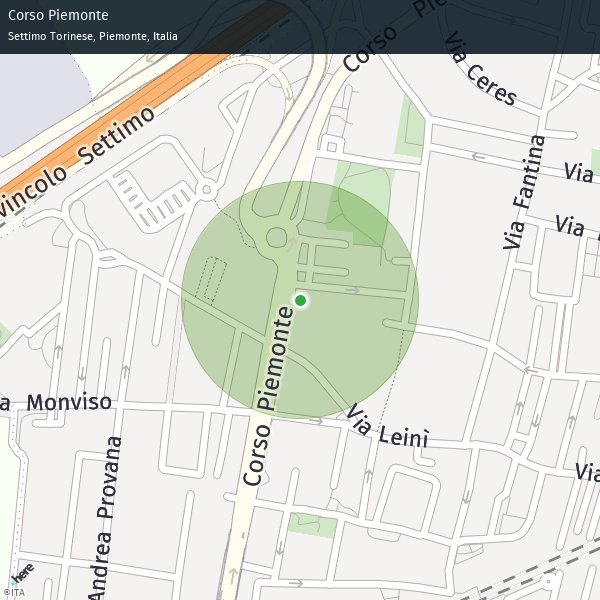 Corso Piemonte
Settimo Torinese, Piemonte, Italia
Corso Pie
Via Ceres
vincolo Settimo
Via Fantina
Via
Via
Corso Piemonte
a Monviso
Via Leinì
Andrea Provana
Via
here
©ITA